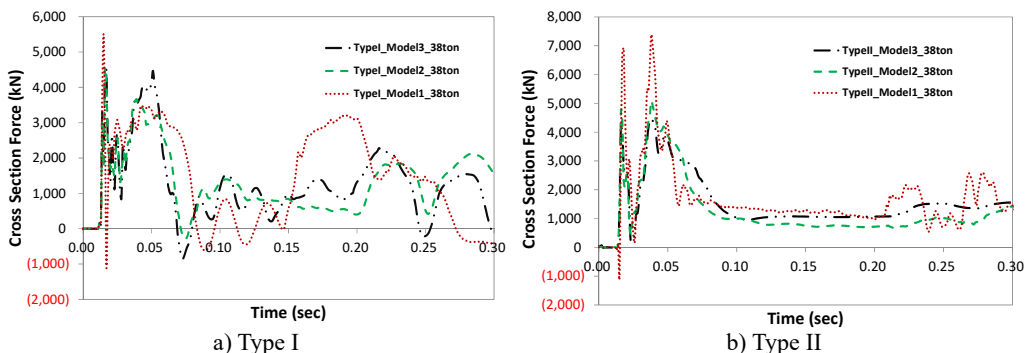 6,000
5,000
4,000
3,000
2,000
1,000
0
(1,000)
(2,000)
Cross Section Force (kN)
TypeI_Model3_38ton
TypeI_Model2_38ton
TypeI_Model1_38ton
0.00
0.05
0.10
0.15
0.20
0.25
0.30
Time (sec)
a) Type I
8,000
7,000
6,000
5,000
4,000
3,000
2,000
1,000
0
(1,000)
(2,000)
Cross Section Force (kN)
TypeII_Model3_38ton
TypeII_Model2_38ton
TypeII_Model1_38ton
0.00
0.05
0.10
0.15
0.20
0.25
0.30
Time (sec)
b) Type II